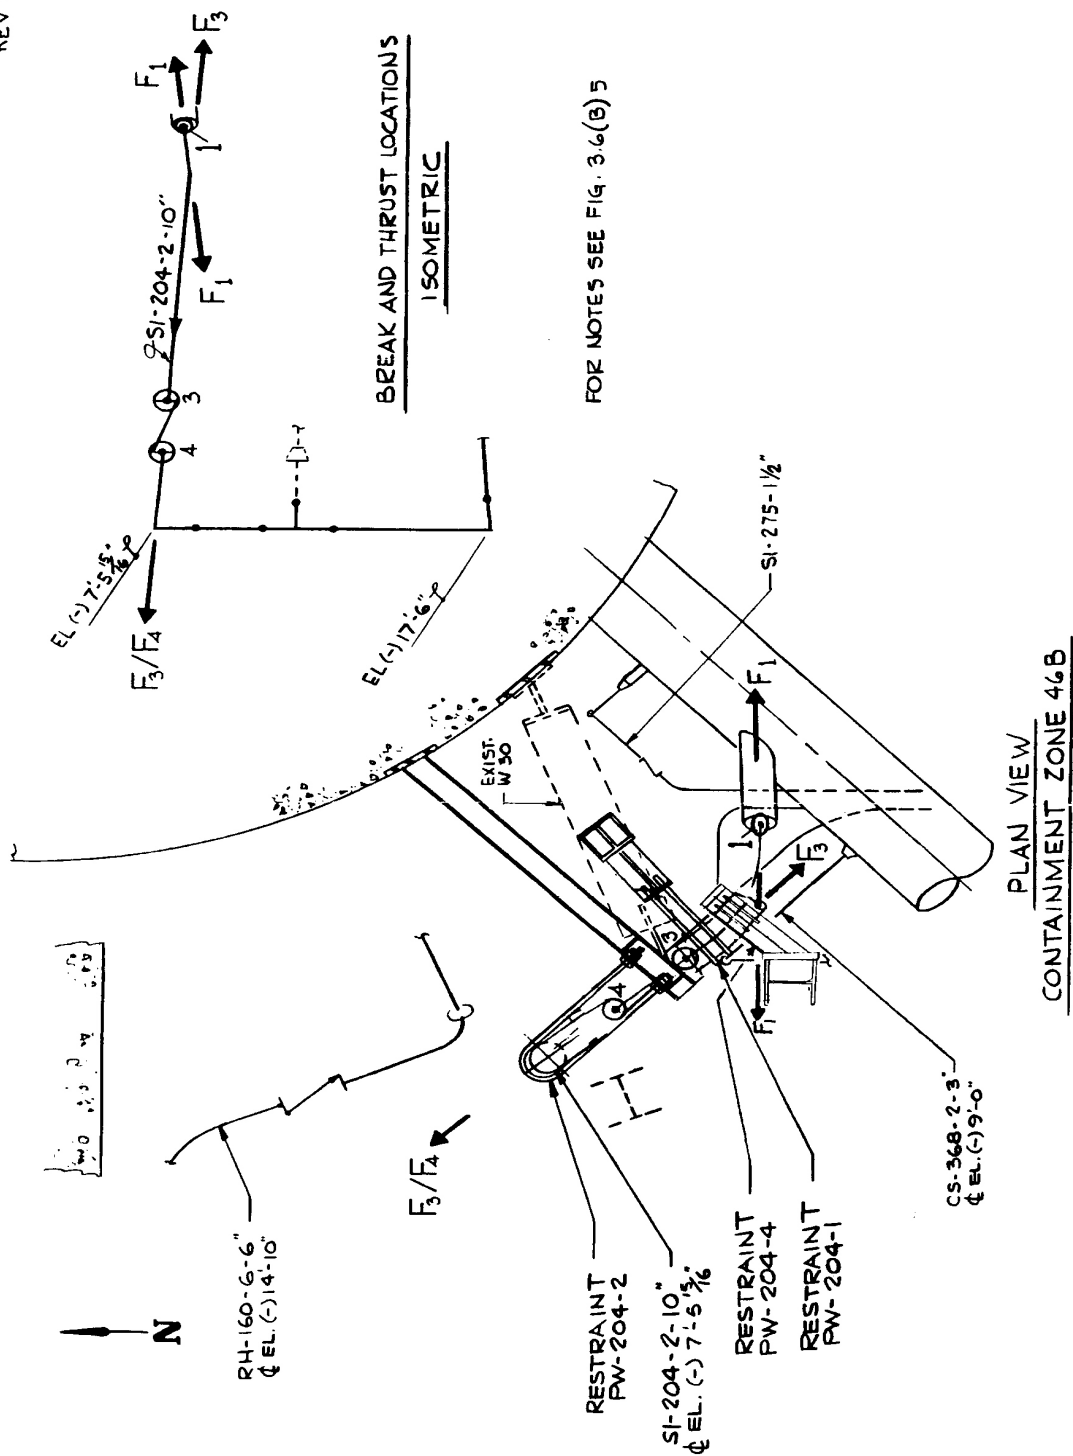 REV
F3
F1
1
SI-204-2-10"
F1
3
4
EL (-) 7'-5 15/16"
F3/F4
EL (-) 17'-6"
BREAK AND THRUST LOCATIONS
ISOMETRIC
FOR NOTES SEE FIG. 3.6(B)5
N
RH-160-6-6"
℄ EL. (-) 14'-10"
F3/F4
EXIST.
W 30
SI-275-1½"
4
3
1
F1
F3
F1
RESTRAINT
PW-204-2
SI-204-2-10"
℄ EL. (-) 7'-5 15/16"
RESTRAINT
PW-204-4
RESTRAINT
PW-204-1
CS-368-2-3"
℄ EL. (-) 9'-0"
PLAN VIEW
CONTAINMENT ZONE 46B